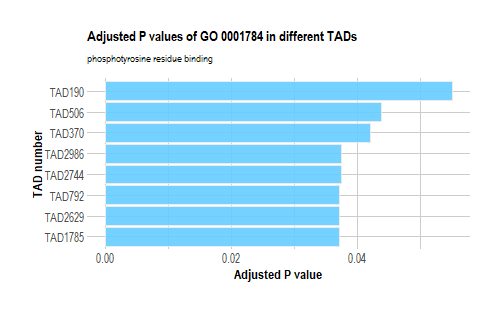 Adjusted P values of GO 0001784 in different TADs
phosphotyrosine residue binding
TAD number
TAD190
TAD506
TAD370
TAD2986
TAD2744
TAD792
TAD2629
TAD1785
0.00 0.02 0.04
Adjusted P value